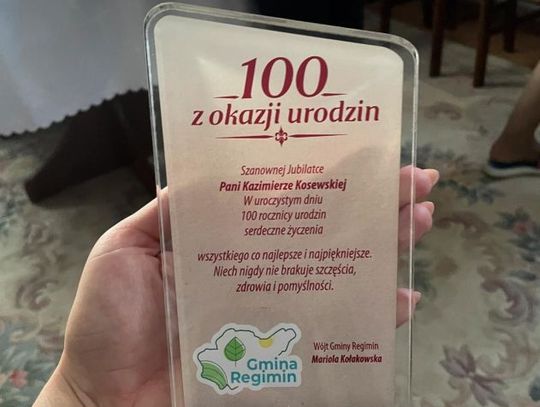 100
z okazji urodzin
Szanownej Jubilatce
Pani Kazimierze Kosewskiej
W uroczystym dniu
100 rocznicy urodzin
serdeczne życzenia
wszystkiego co najlepsze i najpiękniejsze.
Niech nigdy nie brakuje szczęścia,
zdrowia i pomyślności.
Wójt Gminy Regimin
Mariola Kołakowska
Gmina
Regimin